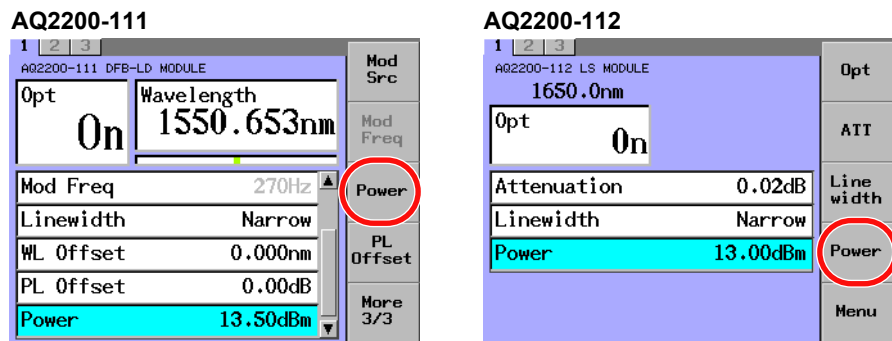 AQ2200-111
1 2 3
AQ2200-111 DFB-LD MODULE
Opt
On
Wavelength
1550.653nm
Mod Freq 270Hz
Linewidth Narrow
WL Offset 0.000nm
PL Offset 0.00dB
Power 13.50dBm
Mod
Src
Mod
Freq
Power
PL
Offset
More
3/3
AQ2200-112
1 2 3
AQ2200-112 LS MODULE
1650.0nm
Opt
On
Attenuation 0.02dB
Linewidth Narrow
Power 13.00dBm
Opt
ATT
Line
width
Power
Menu